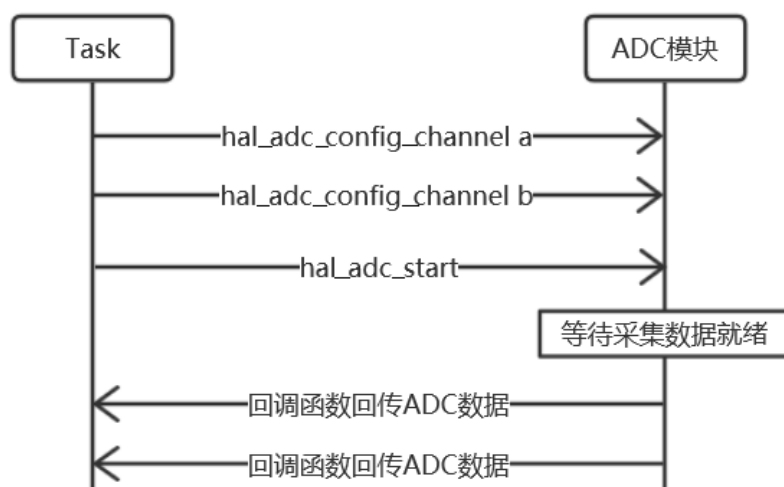 Task
ADC模块
hal_adc_config_channel a
hal_adc_config_channel b
hal_adc_start
等待采集数据就绪
回调函数回传ADC数据
回调函数回传ADC数据